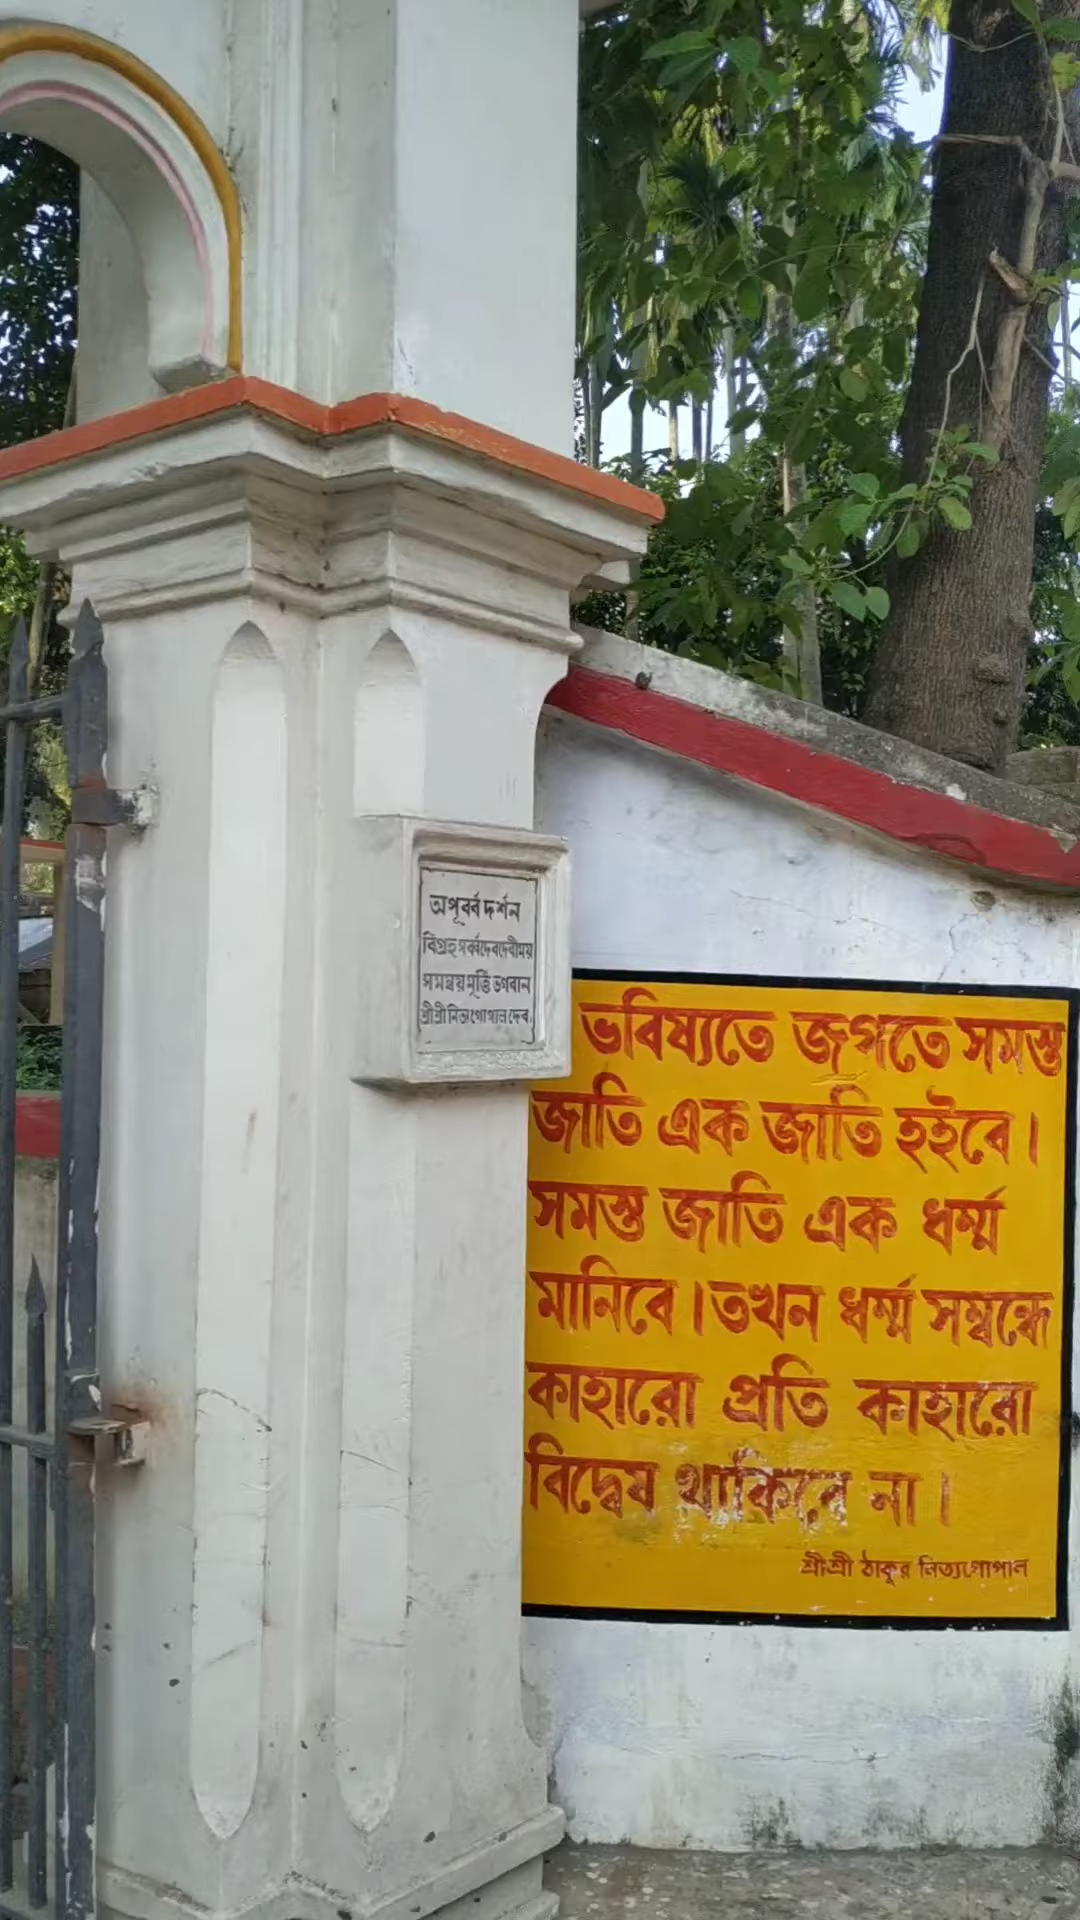 অপূর্ব্ব দর্শন
বিগ্রহ সর্ব্বদেবদেবীময়
সমন্বয় মূর্ত্তি ভগবান
শ্রীশ্রী নিত্যগোপাল দেব।
ভবিষ্যতে জগতে সমস্ত
জাতি এক জাতি হইবে।
সমস্ত জাতি এক ধর্ম্ম
মানিবে। তখন ধর্ম্ম সম্বন্ধে
কাহারো প্রতি কাহারো
বিদ্বেষ থাকিবে না।
শ্রীশ্রী ঠাকুর নিত্যগোপাল